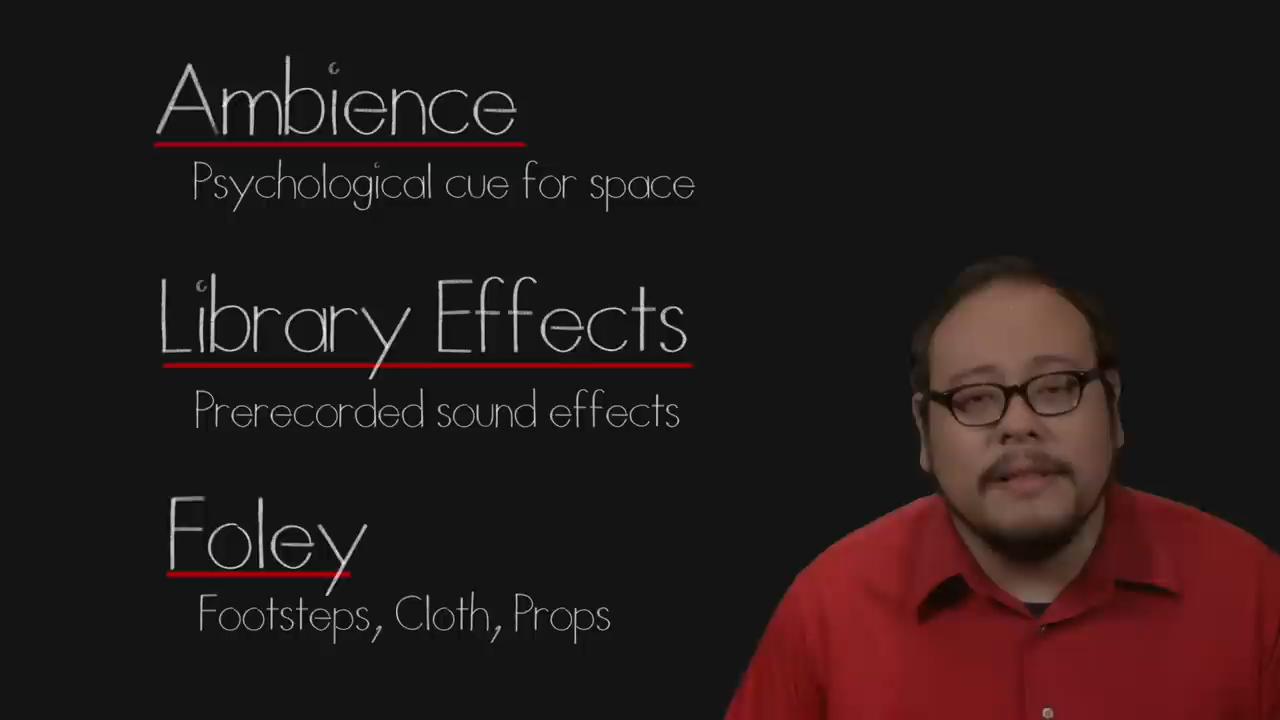 Ambience
Psychological cue for space
Library Effects
Prerecorded sound effects
Foley
Footsteps, Cloth, Props